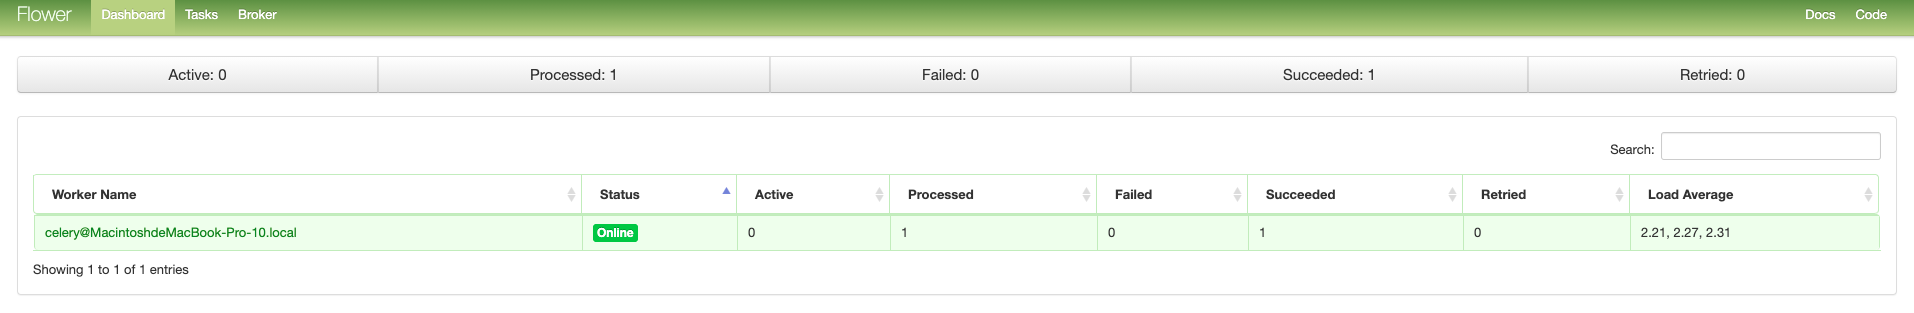 Flower Dashboard Tasks Broker Docs Code
Active: 0 Processed: 1 Failed: 0 Succeeded: 1 Retried: 0
Search:
Worker Name Status Active Processed Failed Succeeded Retried Load Average
celery@MacintoshdeMacBook-Pro-10.local Online 0 1 0 1 0 2.21, 2.27, 2.31
Showing 1 to 1 of 1 entries